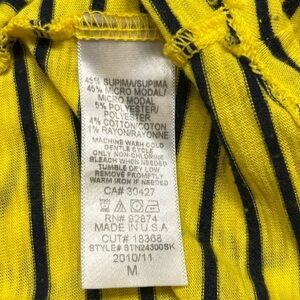 45% SUPIMA/SUPIMA
45% MICRO MODAL/
MICRO MODAL
5% POLYESTER/
POLYESTER
4% COTTON/COTON
1% RAYON/RAYONNE
MACHINE WASH COLD
GENTLE CYCLE
ONLY NON-CHLORINE
BLEACH WHEN NEEDED
TUMBLE DRY LOW
REMOVE PROMPTLY
WARM IRON IF NEEDED
CA# 30427
RN# 92874
MADE IN U.S.A
CUT# 18368
STYLE# STN24300SK
2010/11
M